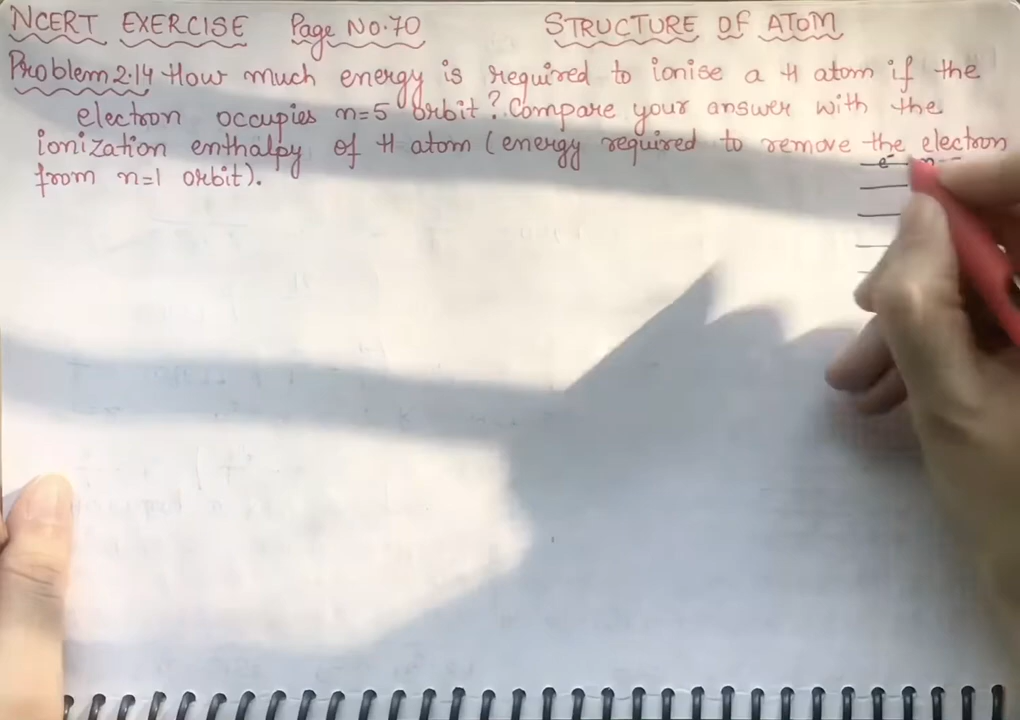 NCERT EXERCISE Page No.70 STRUCTURE OF ATOM
Problem 2.14 How much energy is required to ionise a H atom if the
electron occupies n=5 orbit? Compare your answer with the
ionization enthalpy of H atom (energy required to remove the electron
from n=1 orbit).
e⁻ n